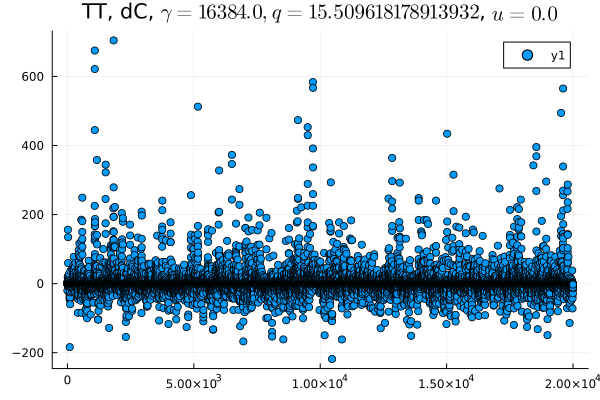 TT, dC, γ = 16384.0, q = 15.509618178913932, u = 0.0
y1
600
400
200
0
−200
0 5.00×10³ 1.00×10⁴ 1.50×10⁴ 2.00×10⁴